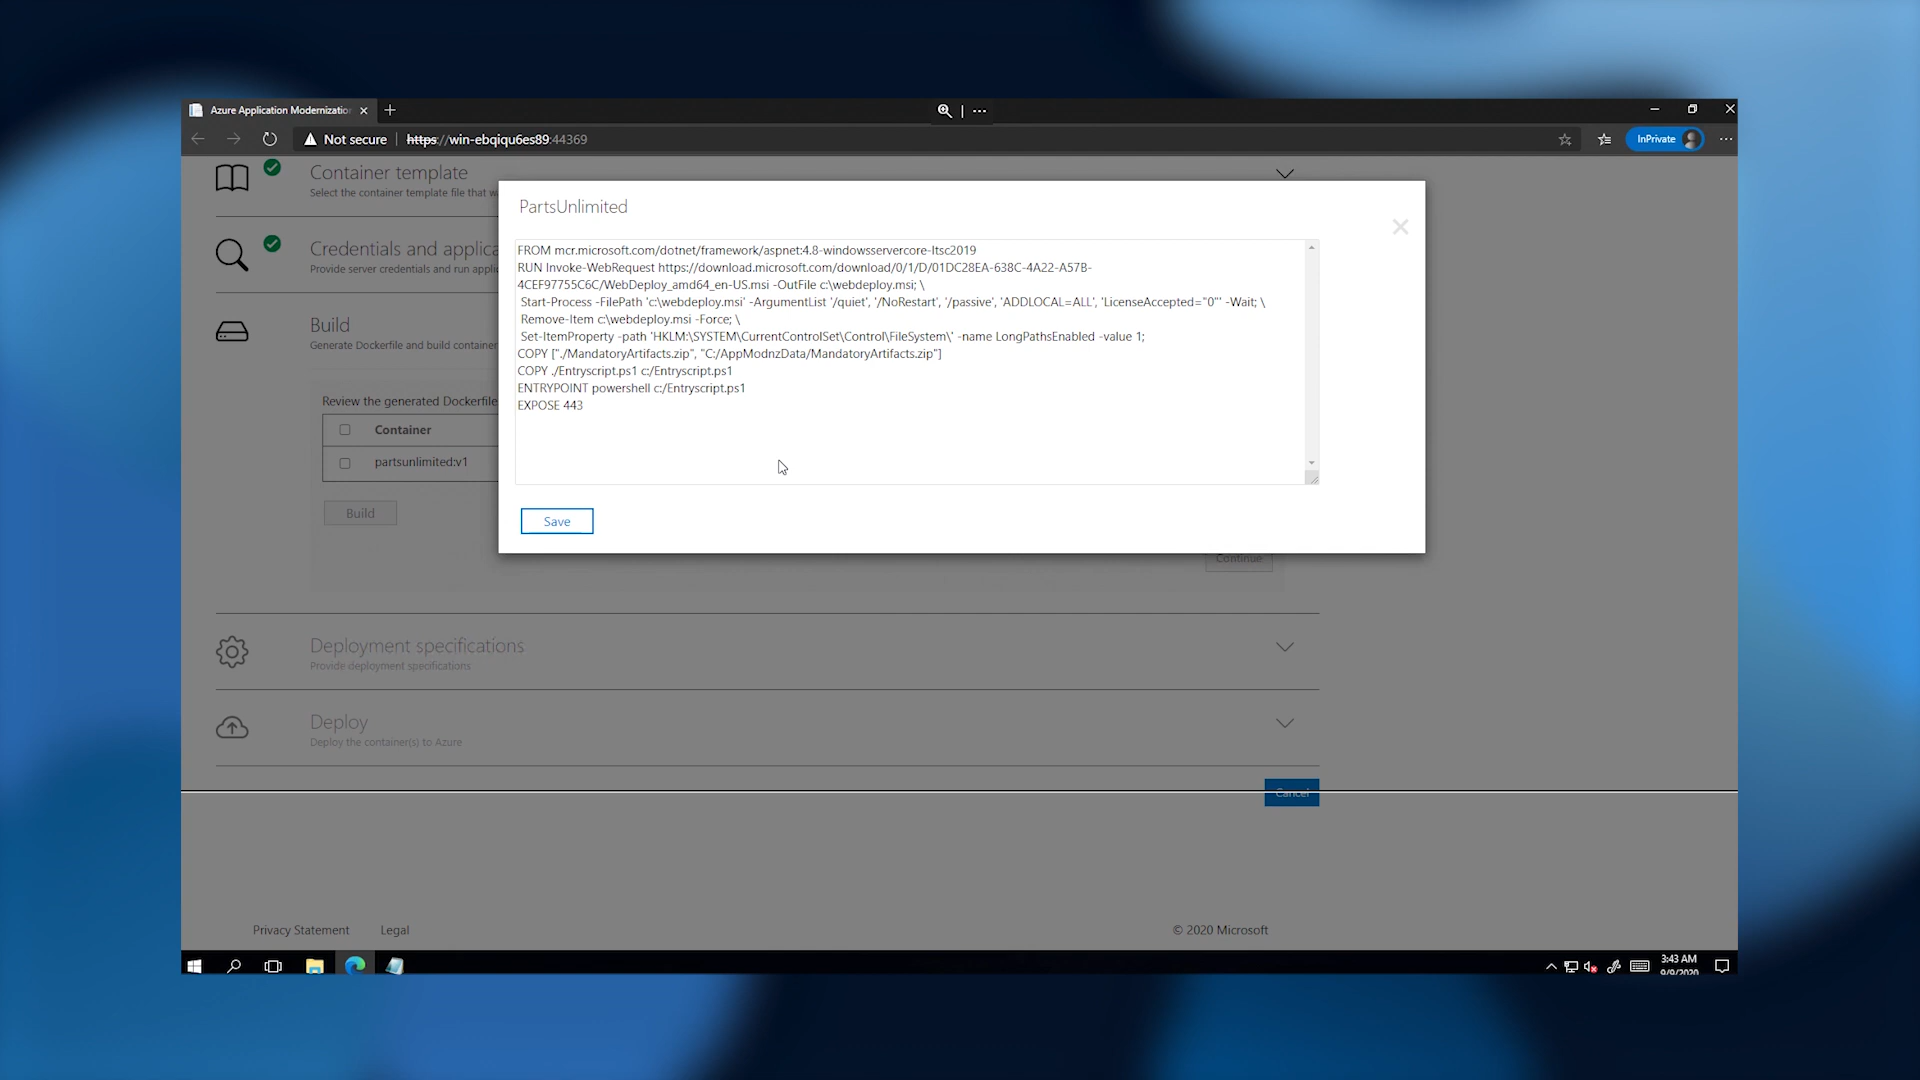 Azure Application Modernizatio
Not secure | https://win-ebqiqu6es89:44369
InPrivate
Container template
Select the container template file that w
Credentials and applica
Provide server credentials and run applic
Build
Generate Dockerfile and build container
Review the generated Dockerfile
Container
partsunlimited:v1
Build
PartsUnlimited
FROM mcr.microsoft.com/dotnet/framework/aspnet:4.8-windowsservercore-ltsc2019
RUN Invoke-WebRequest https://download.microsoft.com/download/0/1/D/01DC28EA-638C-4A22-A57B-
4CEF97755C6C/WebDeploy_amd64_en-US.msi -OutFile c:\webdeploy.msi; \
Start-Process -FilePath 'c:\webdeploy.msi' -ArgumentList '/quiet', '/NoRestart', '/passive', 'ADDLOCAL=ALL', 'LicenseAccepted="0"' -Wait; \
Remove-Item c:\webdeploy.msi -Force; \
Set-ItemProperty -path 'HKLM:\SYSTEM\CurrentControlSet\Control\FileSystem\' -name LongPathsEnabled -value 1;
COPY ["./MandatoryArtifacts.zip", "C:/AppModnzData/MandatoryArtifacts.zip"]
COPY ./Entryscript.ps1 c:/Entryscript.ps1
ENTRYPOINT powershell c:/Entryscript.ps1
EXPOSE 443
Save
Continue
Deployment specifications
Provide deployment specifications
Deploy
Deploy the container(s) to Azure
Cancel
Privacy Statement
Legal
© 2020 Microsoft
3:43 AM
9/9/2020